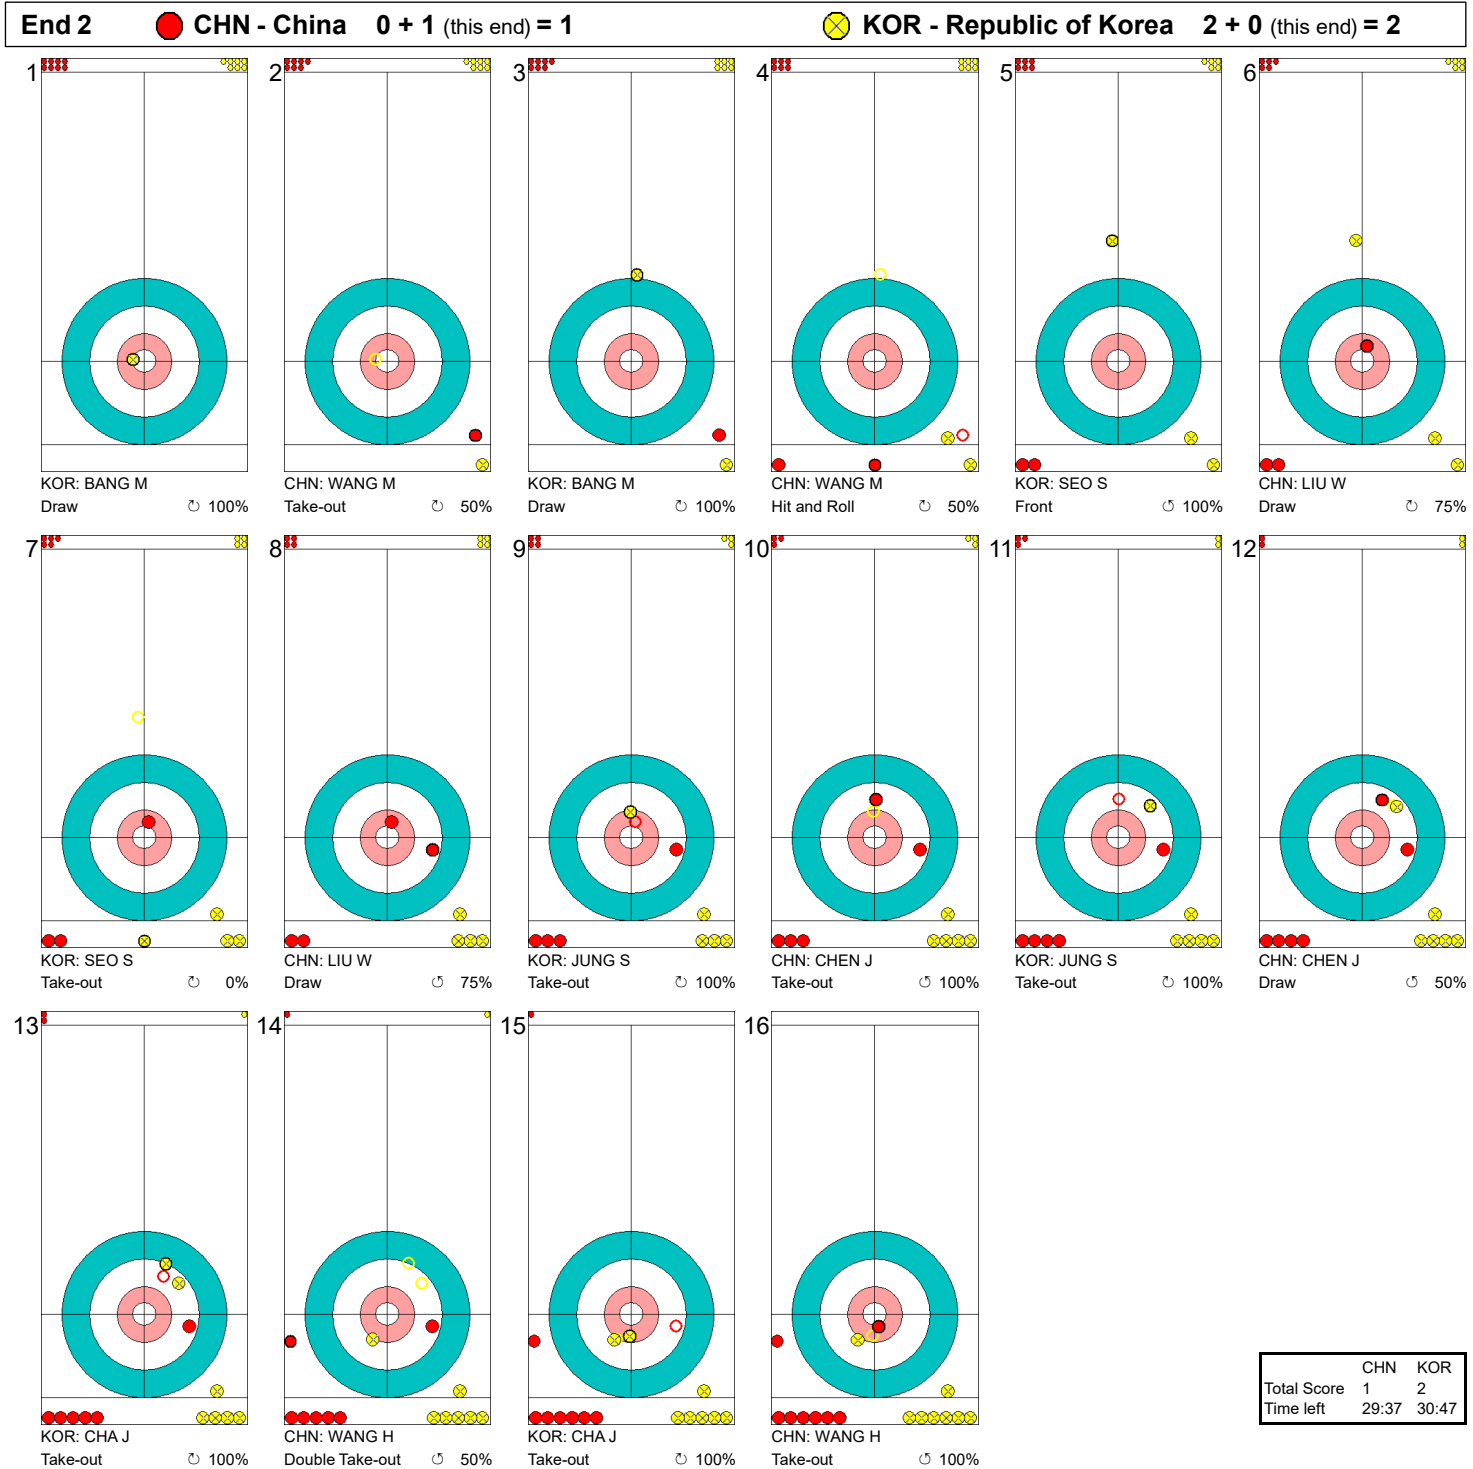 End 2 CHN - China 0 + 1 (this end) = 1 KOR - Republic of Korea 2 + 0 (this end) = 2
1 2 3 4 5 6
KOR: BANG M CHN: WANG M KOR: BANG M CHN: WANG M KOR: SEO S CHN: LIU W
Draw ↻ 100% Take-out ↻ 50% Draw ↻ 100% Hit and Roll ↻ 50% Front ↻ 100% Draw ↻ 75%
7 8 9 10 11 12
KOR: SEO S CHN: LIU W KOR: JUNG S CHN: CHEN J KOR: JUNG S CHN: CHEN J
Take-out ↻ 0% Draw ↺ 75% Take-out ↻ 100% Take-out ↻ 100% Take-out ↺ 100% Draw ↺ 50%
13 14 15 16
KOR: CHA J CHN: WANG H KOR: CHA J CHN: WANG H
Take-out ↻ 100% Double Take-out ↺ 50% Take-out ↻ 100% Take-out ↻ 100%
CHN KOR
Total Score 1 2
Time left 29:37 30:47